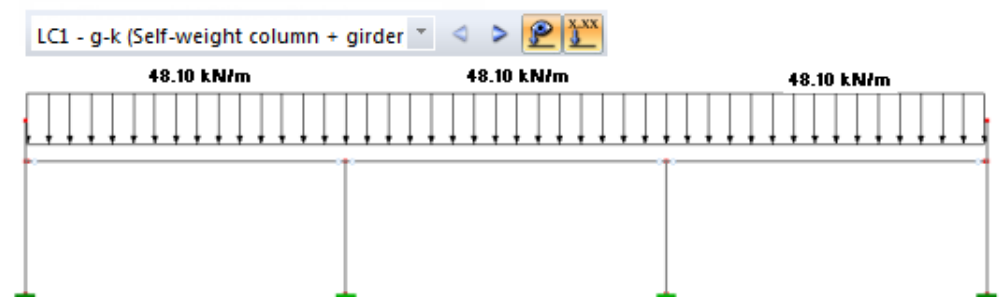 LC1 - g-k (Self-weight column + girder
X.XX
48.10 kN/m
48.10 kN/m
48.10 kN/m